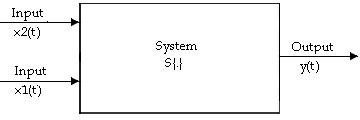 Input
x2(t)
System
S|.|
Output
y(t)
Input
x1(t)